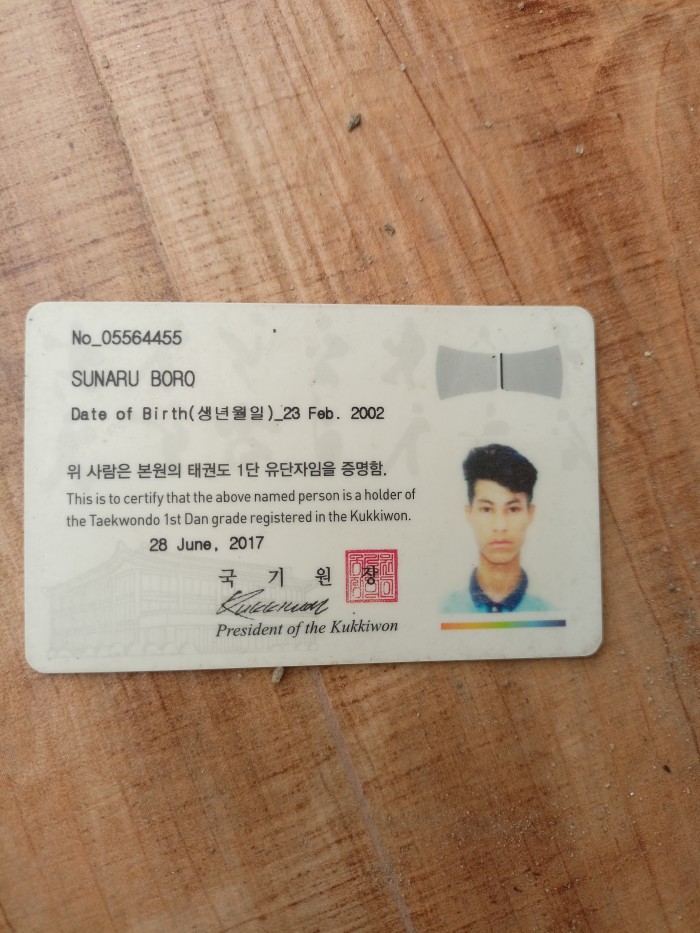 No_05564455
SUNARU BORO
Date of Birth(생년월일)_23 Feb. 2002
위 사람은 본원의 태권도 1단 유단자임을 증명함.
This is to certify that the above named person is a holder of
the Taekwondo 1st Dan grade registered in the Kukkiwon.
28 June, 2017
국 기 원 장
Kukkiwon
President of the Kukkiwon